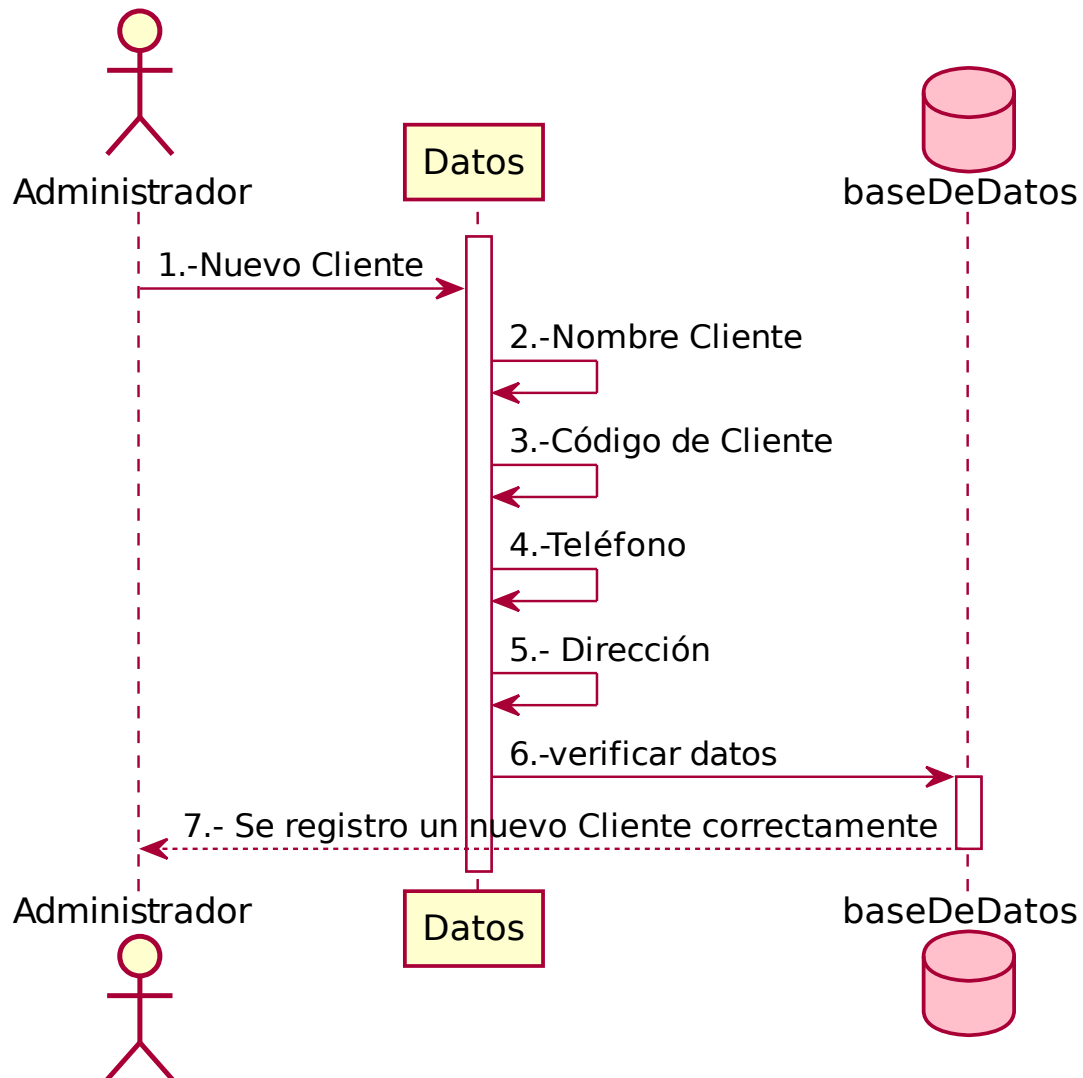 Administrador
Datos
baseDeDatos
1.-Nuevo Cliente
2.-Nombre Cliente
3.-Código de Cliente
4.-Teléfono
5.- Dirección
6.-verificar datos
7.- Se registro un nuevo Cliente correctamente
Administrador
Datos
baseDeDatos